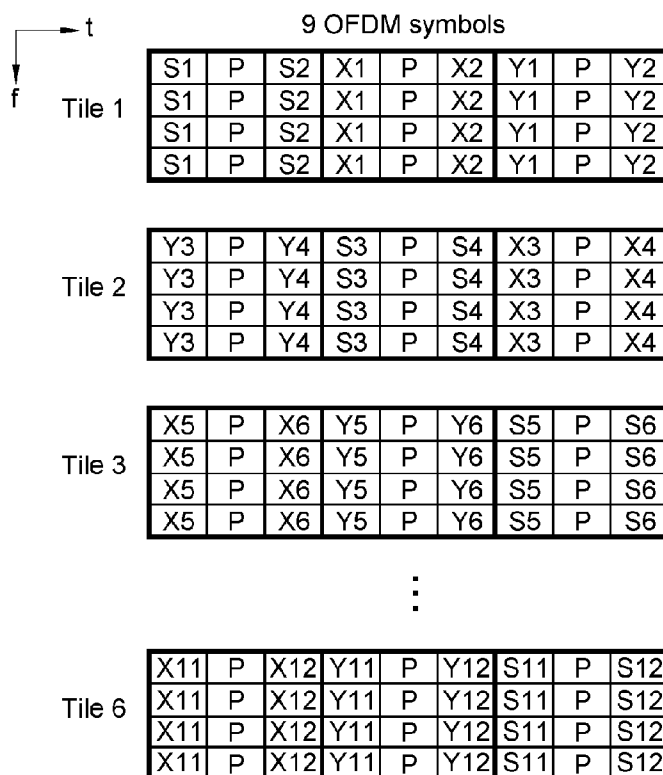 t
9 OFDM symbols
f
Tile 1
S1 P S2 X1 P X2 Y1 P Y2
S1 P S2 X1 P X2 Y1 P Y2
S1 P S2 X1 P X2 Y1 P Y2
S1 P S2 X1 P X2 Y1 P Y2
Tile 2
Y3 P Y4 S3 P S4 X3 P X4
Y3 P Y4 S3 P S4 X3 P X4
Y3 P Y4 S3 P S4 X3 P X4
Y3 P Y4 S3 P S4 X3 P X4
Tile 3
X5 P X6 Y5 P Y6 S5 P S6
X5 P X6 Y5 P Y6 S5 P S6
X5 P X6 Y5 P Y6 S5 P S6
X5 P X6 Y5 P Y6 S5 P S6
⋮
Tile 6
X11 P X12 Y11 P Y12 S11 P S12
X11 P X12 Y11 P Y12 S11 P S12
X11 P X12 Y11 P Y12 S11 P S12
X11 P X12 Y11 P Y12 S11 P S12